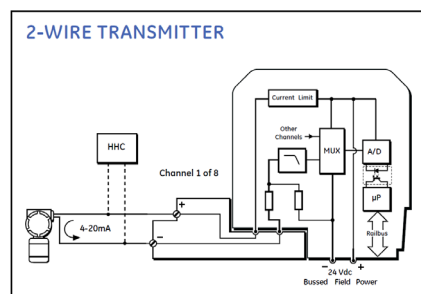 2-WIRE TRANSMITTER
Current Limit
Other
Channels
MUX
A/D
HHC
Channel 1 of 8
µP
+
4-20mA
Railbus
−
− 24 Vdc +
Bussed Field Power